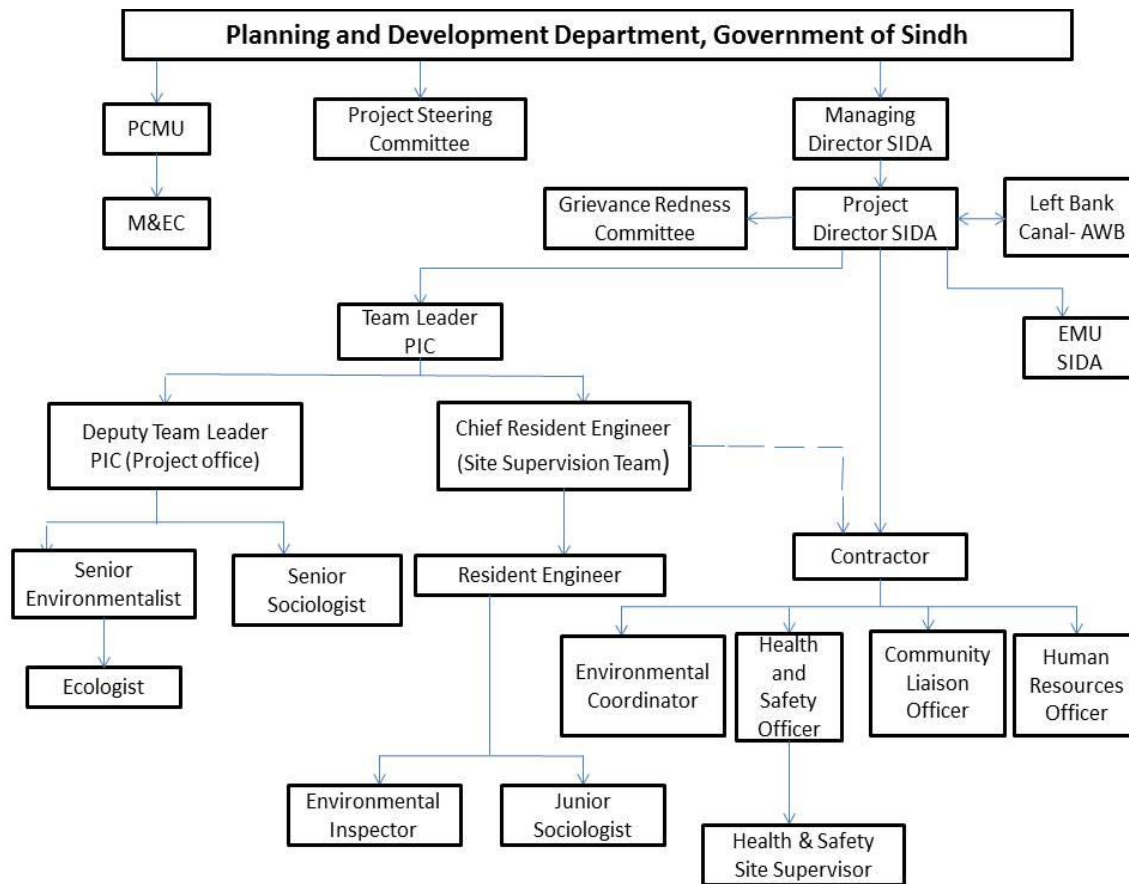 Planning and Development Department, Government of Sindh
PCMU
Project Steering
Committee
Managing
Director SIDA
M&EC
Grievance Redness
Committee
Project
Director SIDA
Left Bank
Canal- AWB
Team Leader
PIC
EMU
SIDA
Deputy Team Leader
PIC (Project office)
Chief Resident Engineer
(Site Supervision Team)
Contractor
Senior
Environmentalist
Senior
Sociologist
Resident Engineer
Ecologist
Environmental
Coordinator
Health
and
Safety
Officer
Community
Liaison
Officer
Human
Resources
Officer
Environmental
Inspector
Junior
Sociologist
Health & Safety
Site Supervisor